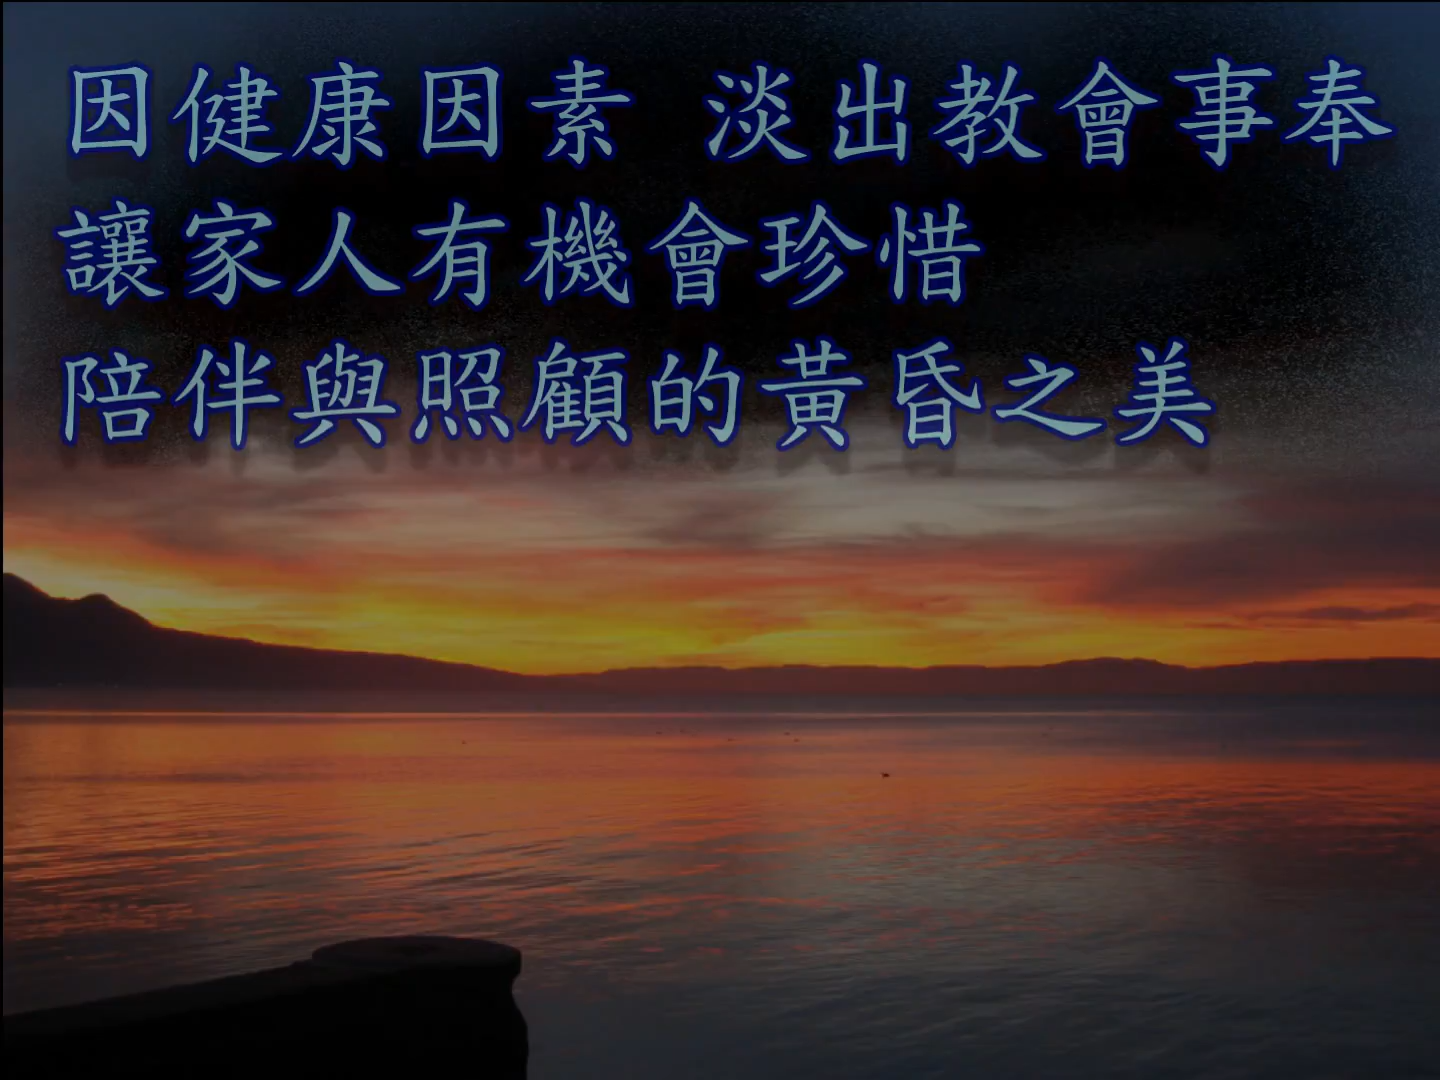 因健康因素 淡出教會事奉
讓家人有機會珍惜
陪伴與照顧的黃昏之美